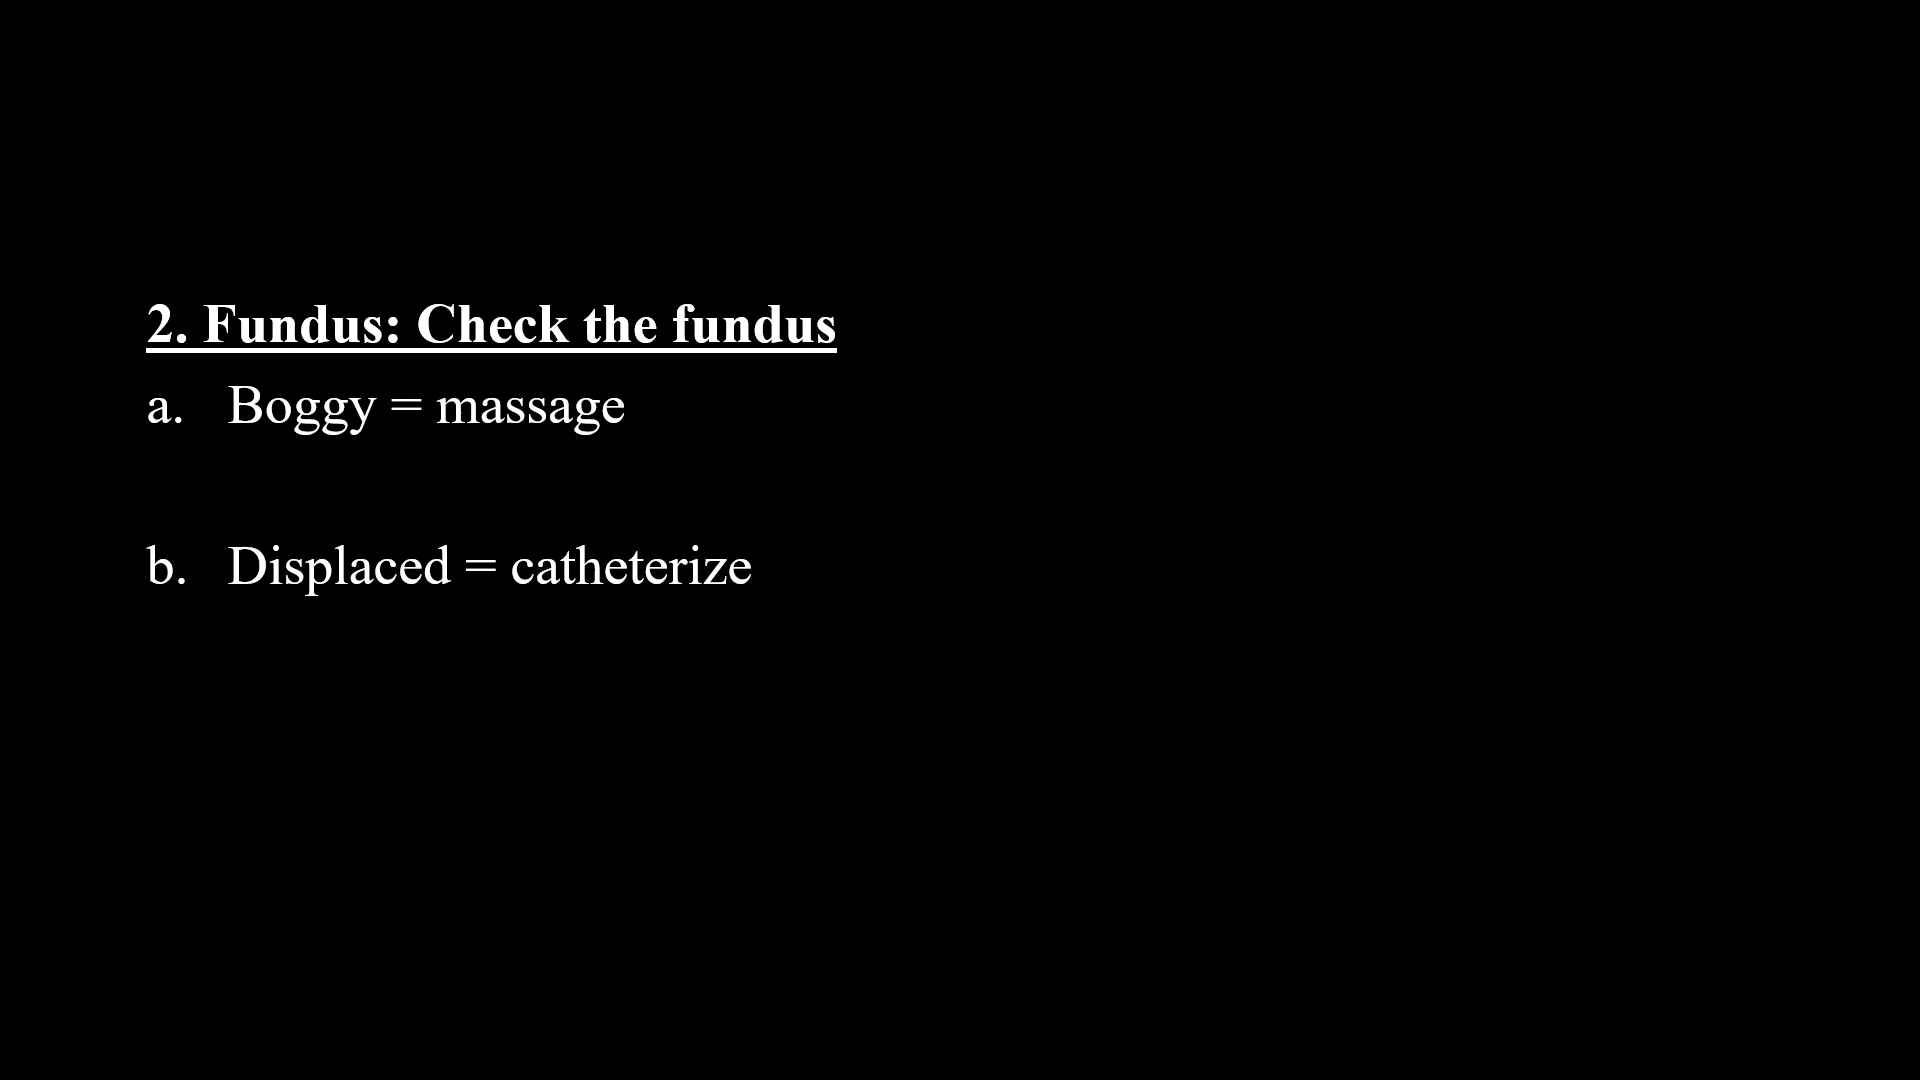 2. Fundus: Check the fundus
a. Boggy = massage
b. Displaced = catheterize